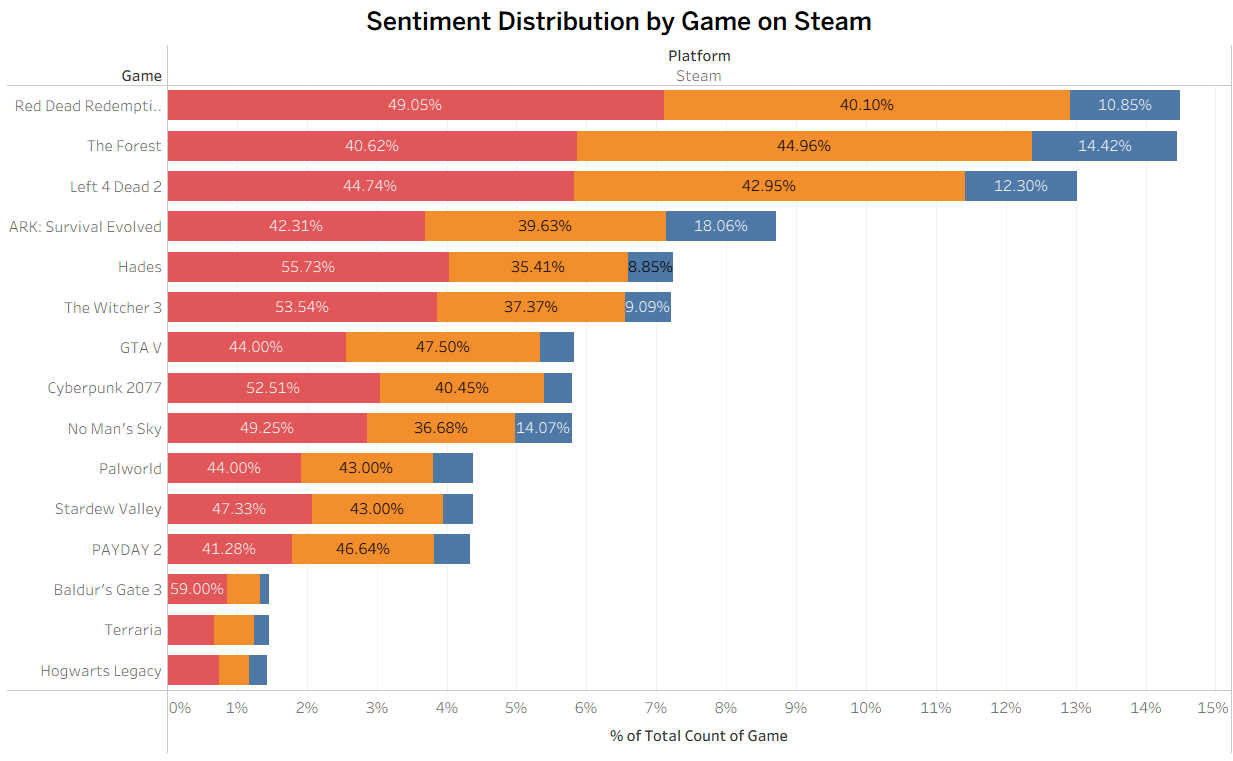 Sentiment Distribution by Game on Steam
Platform
Game Steam
Red Dead Redempti.. 49.05% 40.10% 10.85%
The Forest 40.62% 44.96% 14.42%
Left 4 Dead 2 44.74% 42.95% 12.30%
ARK: Survival Evolved 42.31% 39.63% 18.06%
Hades 55.73% 35.41% 8.85%
The Witcher 3 53.54% 37.37% 9.09%
GTA V 44.00% 47.50%
Cyberpunk 2077 52.51% 40.45%
No Man's Sky 49.25% 36.68% 14.07%
Palworld 44.00% 43.00%
Stardew Valley 47.33% 43.00%
PAYDAY 2 41.28% 46.64%
Baldur's Gate 3 59.00%
Terraria
Hogwarts Legacy
0% 1% 2% 3% 4% 5% 6% 7% 8% 9% 10% 11% 12% 13% 14% 15%
% of Total Count of Game